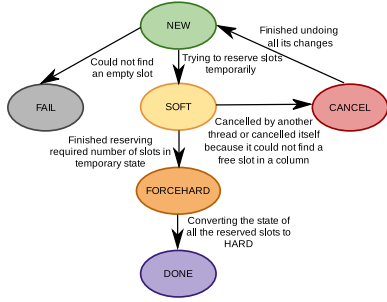 NEW
Finished undoing
all its changes
Could not find
an empty slot
Trying to reserve slots
temporarily
FAIL
SOFT
CANCEL
Cancelled by another
thread or cancelled itself
because it could not find a
free slot in a column
Finished reserving
required number of slots in
temporary state
FORCEHARD
Converting the state of
all the reserved slots to
HARD
DONE